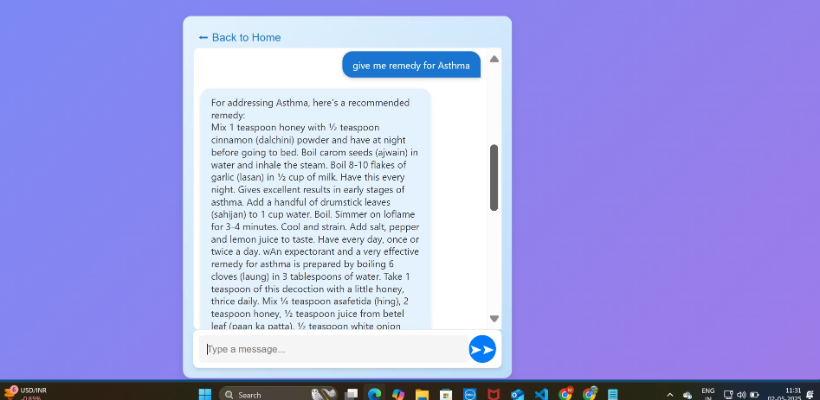 ← Back to Home
give me remedy for Asthma
For addressing Asthma, here's a recommended
remedy:
Mix 1 teaspoon honey with ½ teaspoon
cinnamon (dalchini) powder and have at night
before going to bed. Boil carom seeds (ajwain) in
water and inhale the steam. Boil 8-10 flakes of
garlic (lasan) in ½ cup of milk. Have this every
night. Gives excellent results in early stages of
asthma. Add a handful of drumstick leaves
(sahijan) to 1 cup water. Boil. Simmer on loflame
for 3-4 minutes. Cool and strain. Add salt, pepper
and lemon juice to taste. Have every day, once or
twice a day. wAn expectorant and a very effective
remedy for asthma is prepared by boiling 6
cloves (laung) in 3 tablespoons of water. Take 1
teaspoon of this decoction with a little honey,
thrice daily. Mix ¼ teaspoon asafetida (hing), 2
teaspoon honey, ½ teaspoon juice from betel
leaf (paan ka patta), ½ teaspoon white onion
Type a message...
USD/INR
-0.85%
Search
ENG
IN
11:31
02-05-2025